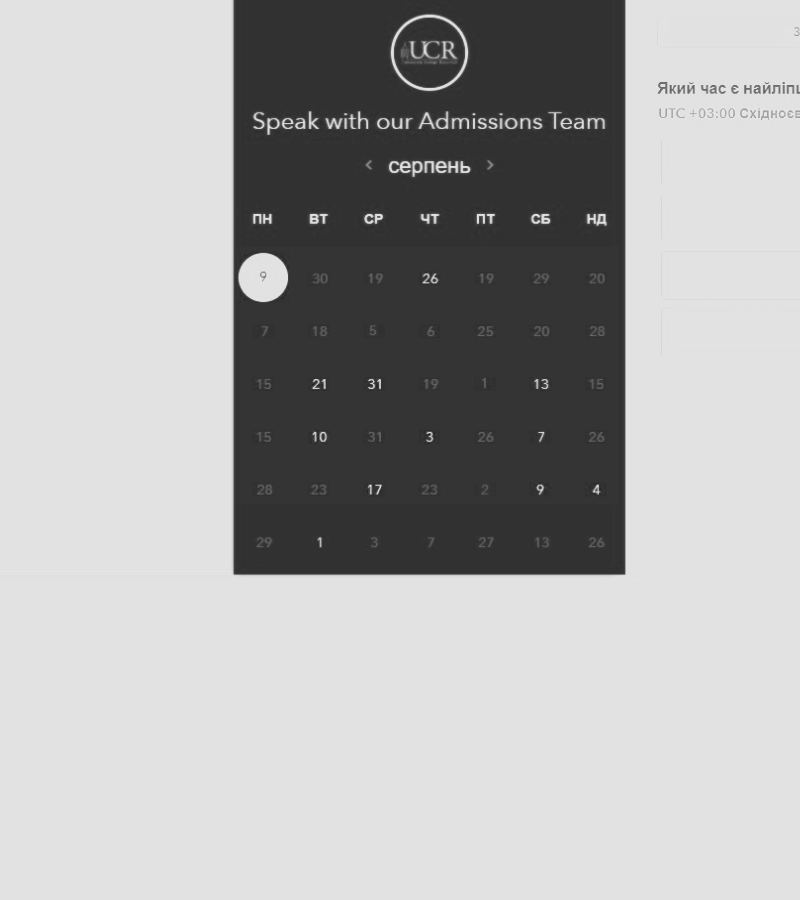 UCR
Speak with our Admissions Team
серпень
ПН ВТ СР ЧТ ПТ СБ НД
9 30 19 26 19 29 20
7 18 5 6 25 20 28
15 21 31 19 1 13 15
15 10 31 3 26 7 26
28 23 17 23 2 9 4
29 1 3 7 27 13 26
3
Який час є найліпш
UTC +03:00 Східноєв